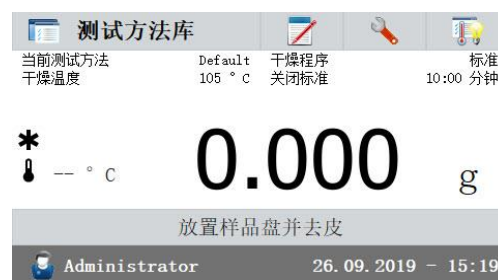 测试方法库
当前测试方法 Default 干燥程序 标准
干燥温度 105 °C 关闭标准 10:00 分钟
* -- °C 0.000 g
放置样品盘并去皮
Administrator 26.09.2019 - 15:19